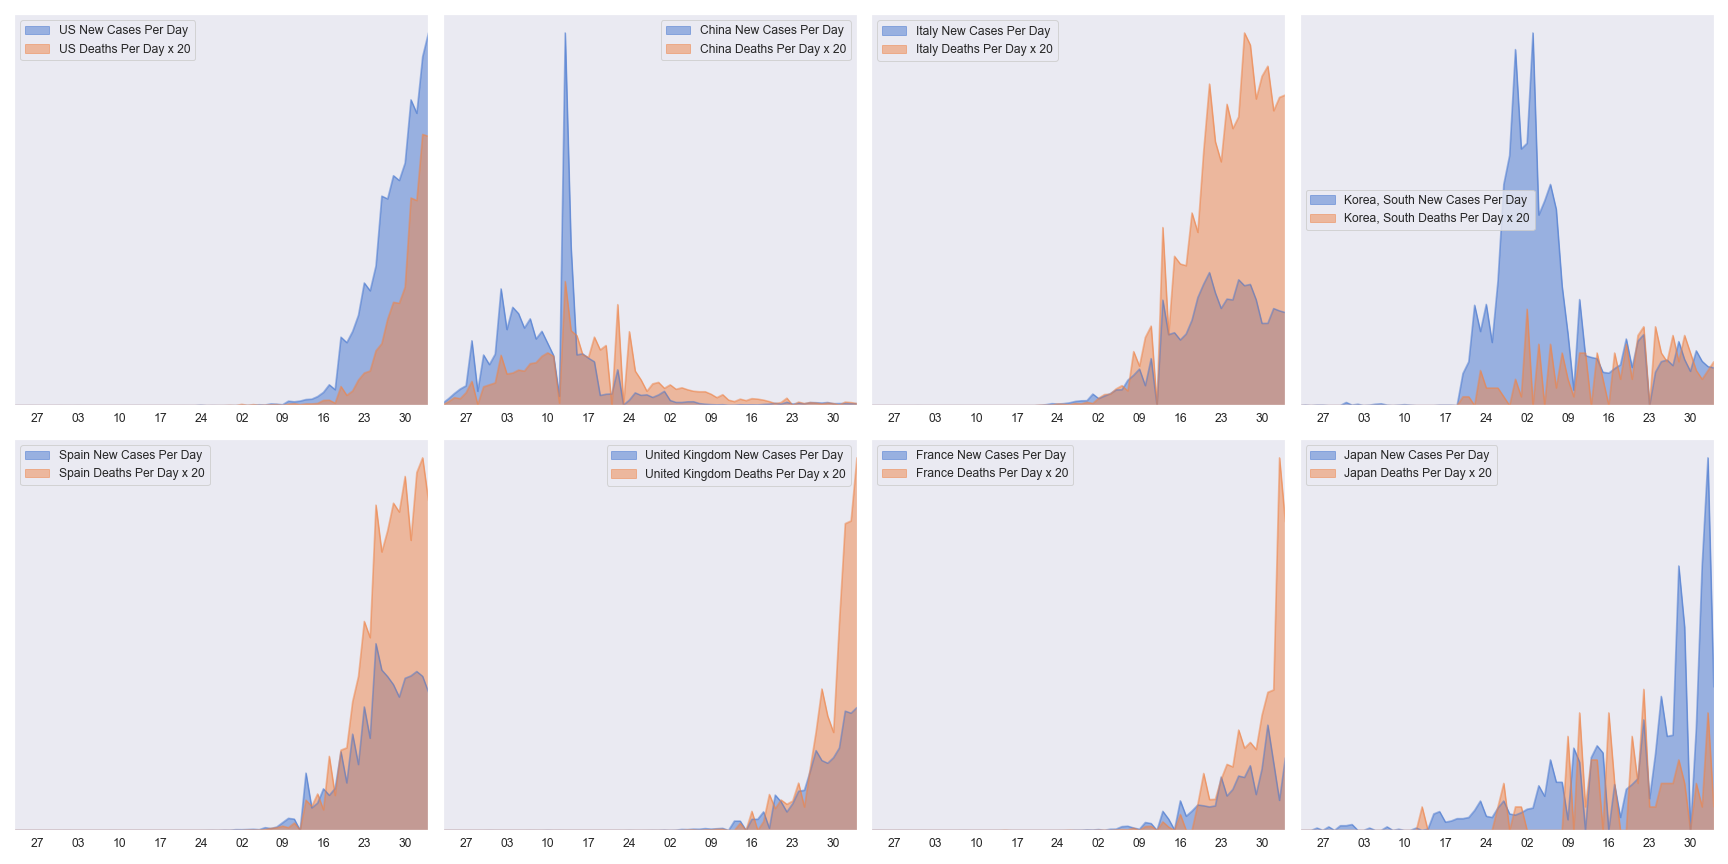 US New Cases Per Day
US Deaths Per Day x 20
China New Cases Per Day
China Deaths Per Day x 20
Italy New Cases Per Day
Italy Deaths Per Day x 20
Korea, South New Cases Per Day
Korea, South Deaths Per Day x 20
27 03 10 17 24 02 09 16 23 30
27 03 10 17 24 02 09 16 23 30
27 03 10 17 24 02 09 16 23 30
27 03 10 17 24 02 09 16 23 30
Spain New Cases Per Day
Spain Deaths Per Day x 20
United Kingdom New Cases Per Day
United Kingdom Deaths Per Day x 20
France New Cases Per Day
France Deaths Per Day x 20
Japan New Cases Per Day
Japan Deaths Per Day x 20
27 03 10 17 24 02 09 16 23 30
27 03 10 17 24 02 09 16 23 30
27 03 10 17 24 02 09 16 23 30
27 03 10 17 24 02 09 16 23 30